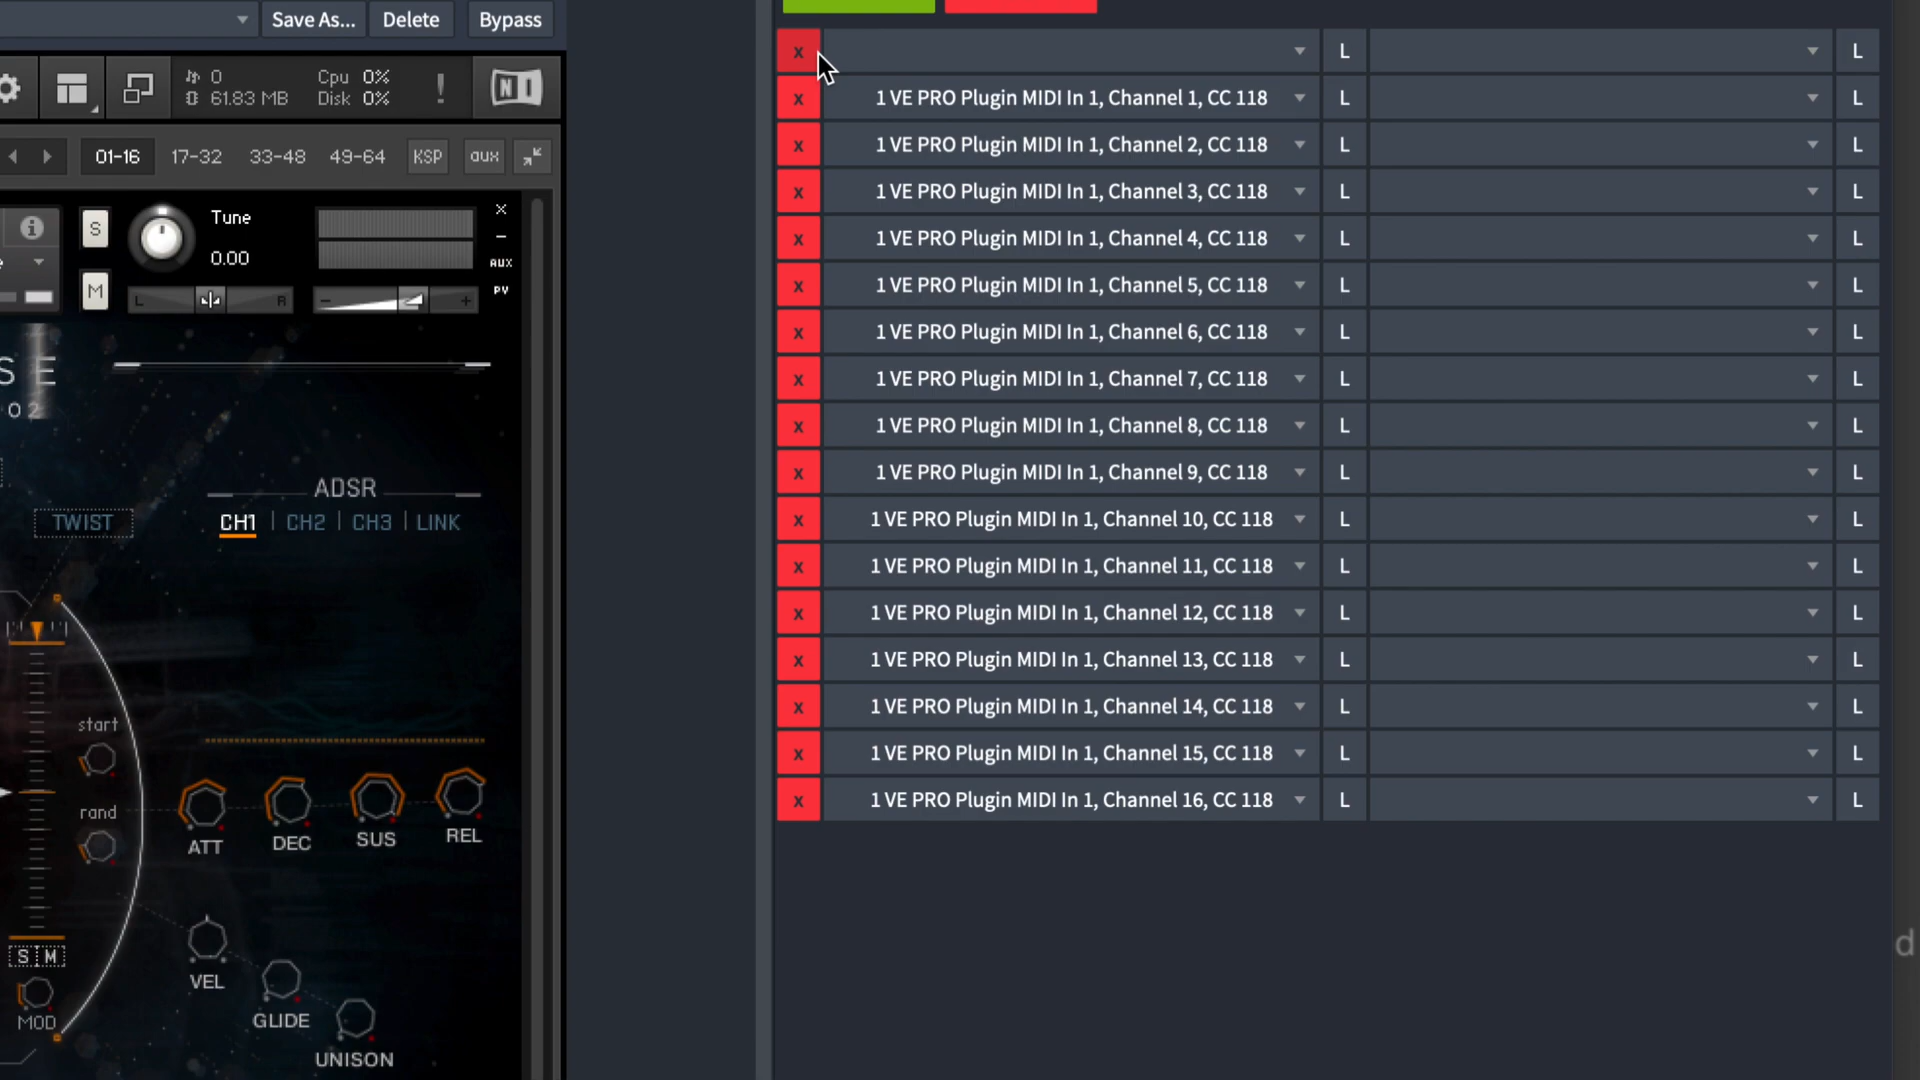 Save As... Delete Bypass
0 Cpu 0%
61.83 MB Disk 0%
! NI
01-16 17-32 33-48 49-64 KSP aux
S Tune
0.00
M L R - +
X
-
AUX
PV
S E
02
ADSR
TWIST CH1 | CH2 | CH3 | LINK
start
rand
ATT DEC SUS REL
S M
MOD
VEL
GLIDE
UNISON
x L L
x 1 VE PRO Plugin MIDI In 1, Channel 1, CC 118 L L
x 1 VE PRO Plugin MIDI In 1, Channel 2, CC 118 L L
x 1 VE PRO Plugin MIDI In 1, Channel 3, CC 118 L L
x 1 VE PRO Plugin MIDI In 1, Channel 4, CC 118 L L
x 1 VE PRO Plugin MIDI In 1, Channel 5, CC 118 L L
x 1 VE PRO Plugin MIDI In 1, Channel 6, CC 118 L L
x 1 VE PRO Plugin MIDI In 1, Channel 7, CC 118 L L
x 1 VE PRO Plugin MIDI In 1, Channel 8, CC 118 L L
x 1 VE PRO Plugin MIDI In 1, Channel 9, CC 118 L L
x 1 VE PRO Plugin MIDI In 1, Channel 10, CC 118 L L
x 1 VE PRO Plugin MIDI In 1, Channel 11, CC 118 L L
x 1 VE PRO Plugin MIDI In 1, Channel 12, CC 118 L L
x 1 VE PRO Plugin MIDI In 1, Channel 13, CC 118 L L
x 1 VE PRO Plugin MIDI In 1, Channel 14, CC 118 L L
x 1 VE PRO Plugin MIDI In 1, Channel 15, CC 118 L L
x 1 VE PRO Plugin MIDI In 1, Channel 16, CC 118 L L
d